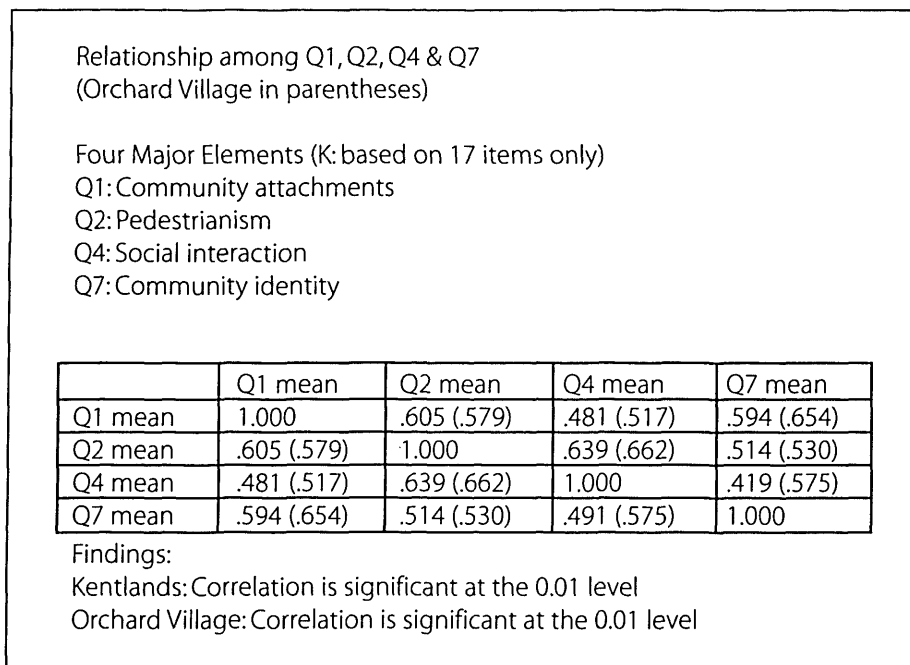 Relationship among Q1, Q2, Q4 & Q7
(Orchard Village in parentheses)
Four Major Elements (K: based on 17 items only)
Q1: Community attachments
Q2: Pedestrianism
Q4: Social interaction
Q7: Community identity
Q1 mean Q2 mean Q4 mean Q7 mean
Q1 mean 1.000 .605 (.579) .481 (.517) .594 (.654)
Q2 mean .605 (.579) 1.000 .639 (.662) .514 (.530)
Q4 mean .481 (.517) .639 (.662) 1.000 .419 (.575)
Q7 mean .594 (.654) .514 (.530) .491 (.575) 1.000
Findings:
Kentlands: Correlation is significant at the 0.01 level
Orchard Village: Correlation is significant at the 0.01 level